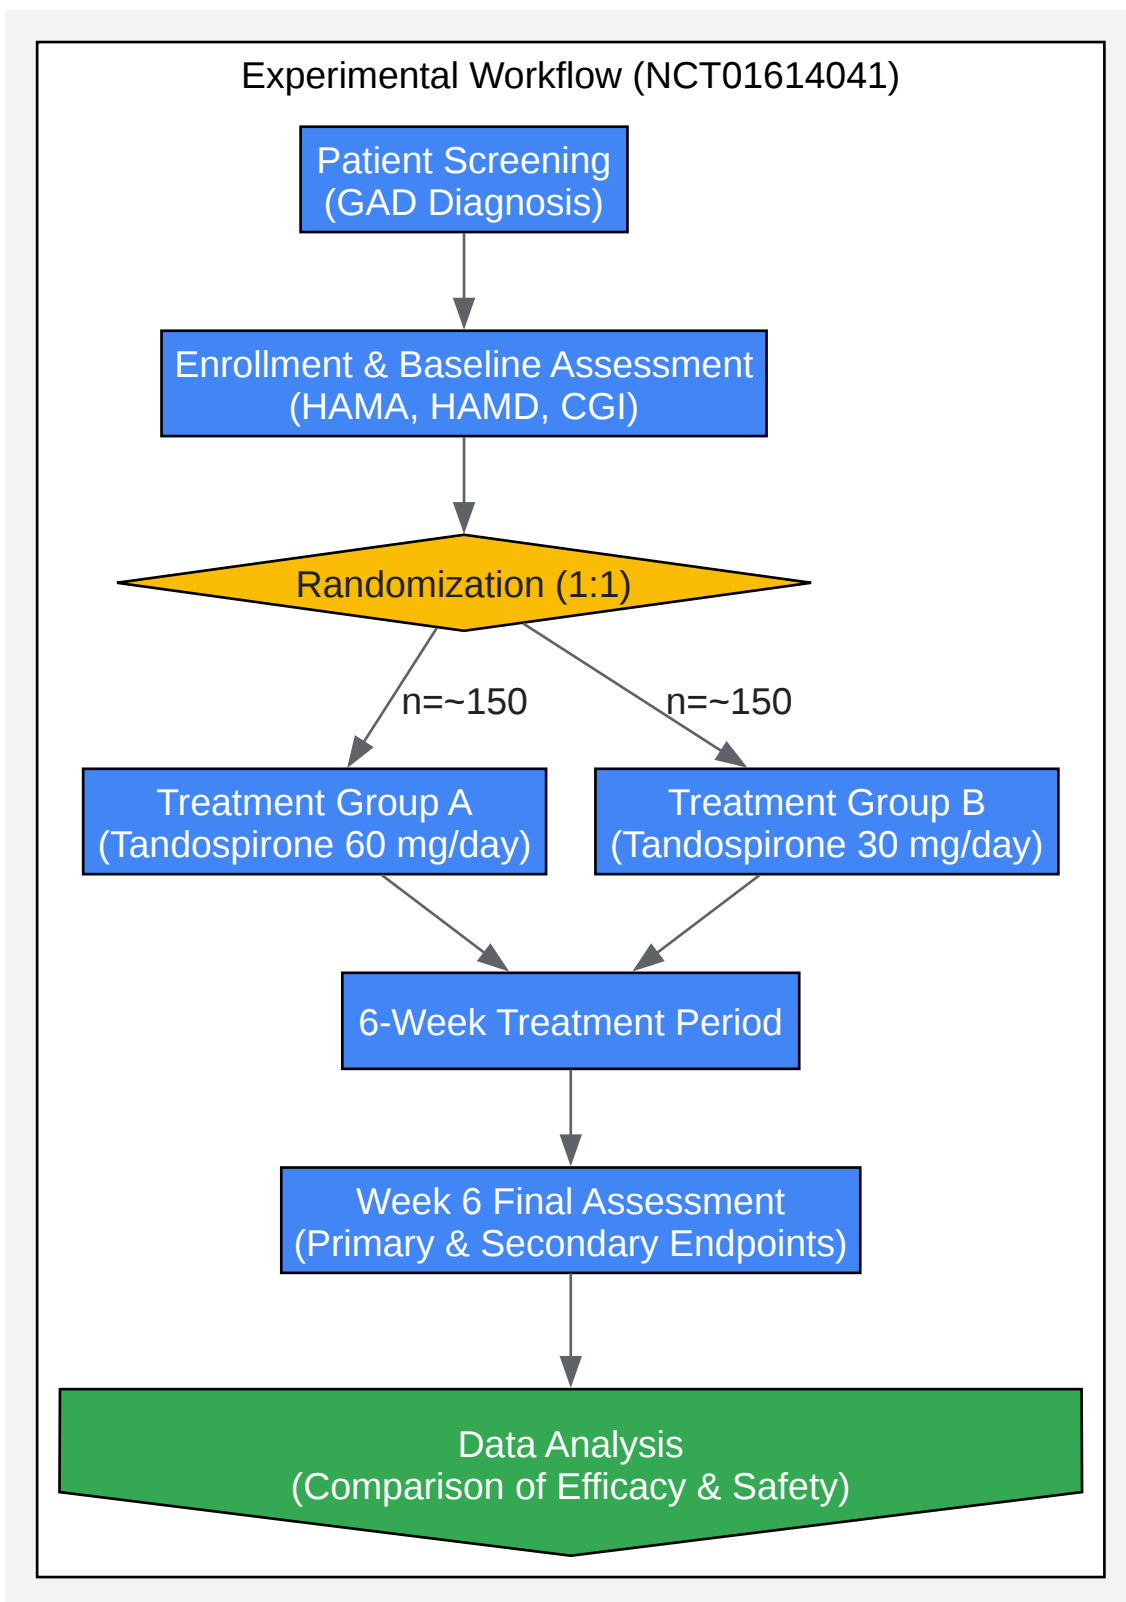 Experimental Workflow (NCT01614041)
Patient Screening
(GAD Diagnosis)
Enrollment & Baseline Assessment
(HAMA, HAMD, CGI)
Randomization (1:1)
n=~150
n=~150
Treatment Group A
(Tandospirone 60 mg/day)
Treatment Group B
(Tandospirone 30 mg/day)
6-Week Treatment Period
Week 6 Final Assessment
(Primary & Secondary Endpoints)
Data Analysis
(Comparison of Efficacy & Safety)